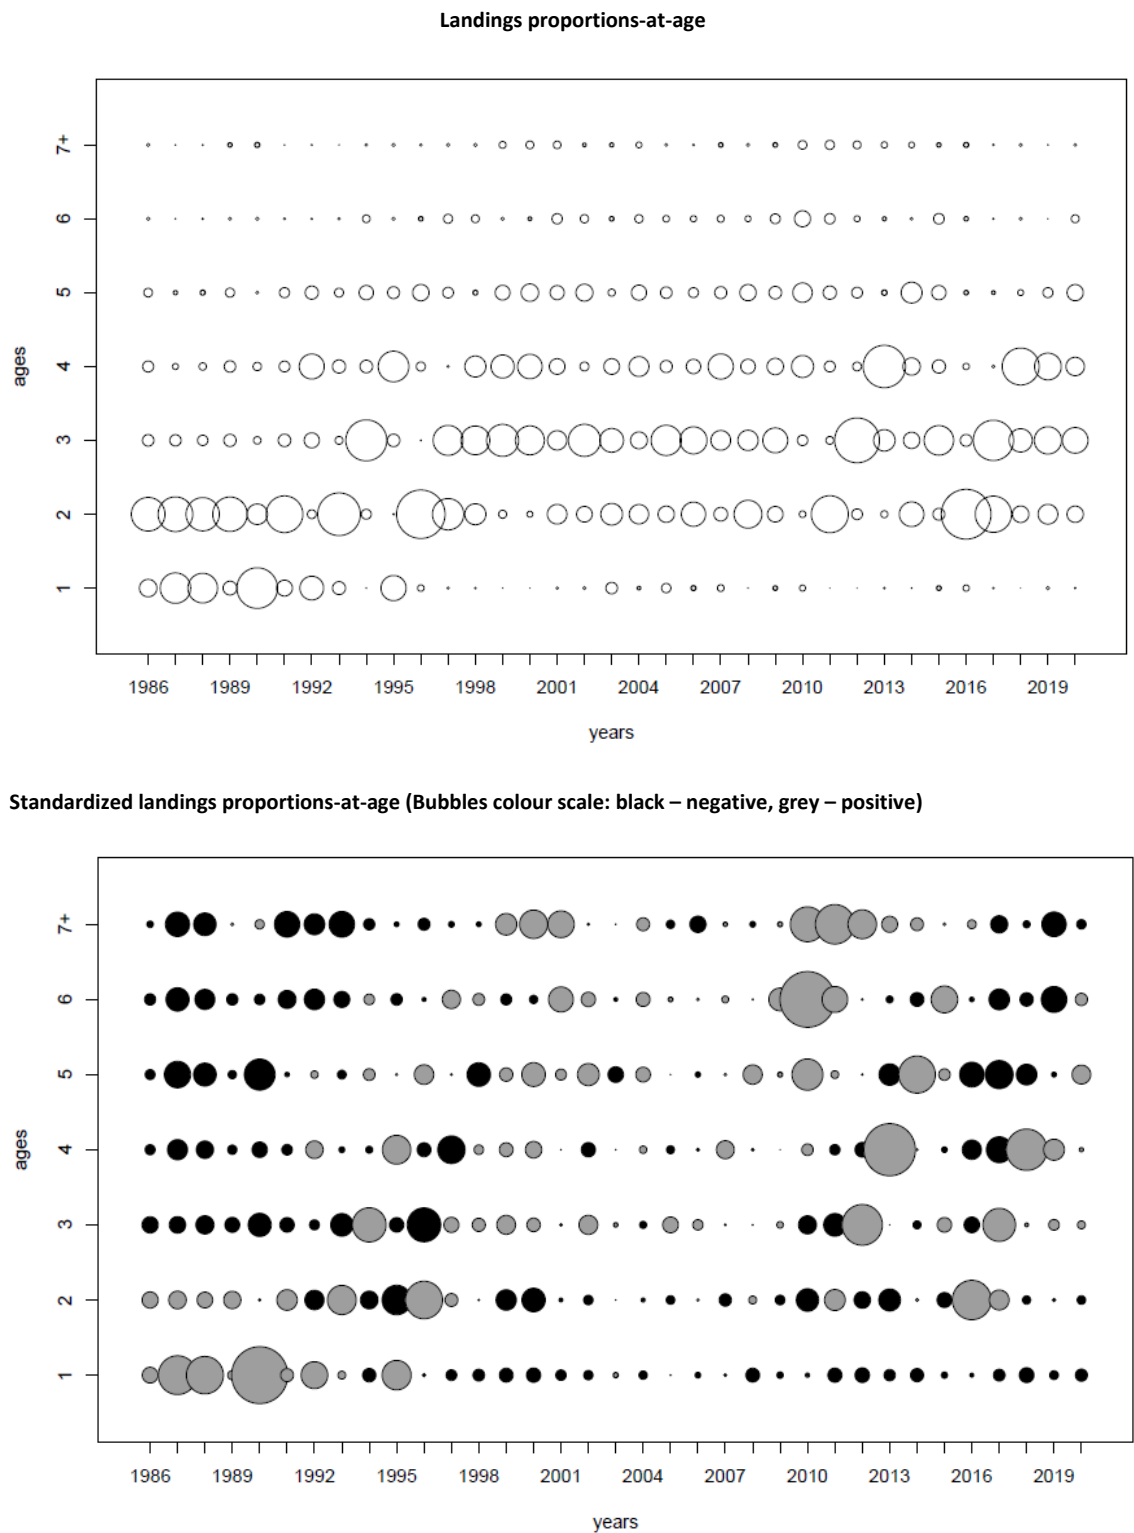 Landings proportions-at-age
7+
6
5
4
3
2
1
ages
1986 1989 1992 1995 1998 2001 2004 2007 2010 2013 2016 2019
years
Standardized landings proportions-at-age (Bubbles colour scale: black – negative, grey – positive)
7+
6
5
4
3
2
1
ages
1986 1989 1992 1995 1998 2001 2004 2007 2010 2013 2016 2019
years